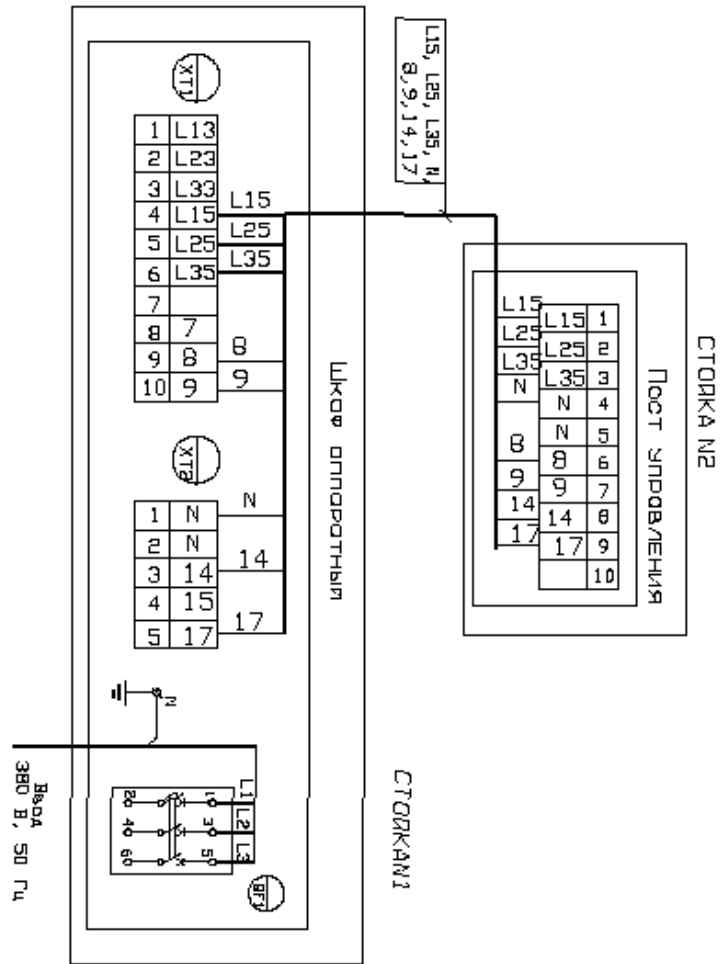 L15, L25, L35, N,
8,9,14,17
XT1
1 L13
2 L23
3 L33
4 L15 L15
5 L25 L25
6 L35 L35
7
8 7
9 8 8
10 9 9
XT2
1 N N
2 N
3 14 14
4 15
5 17 17
Шкаф аппаратный
СТОЙКА N2
Пост управления
L15 L15 1
L25 L25 2
L35 L35 3
N N 4
N 5
8 8 6
9 9 7
14 14 8
17 17 9
10
N
СТОЙКАN1
L1 1 2
L2 3 4
L3 5 6
QF1
Ввод
380 В, 50 Гц